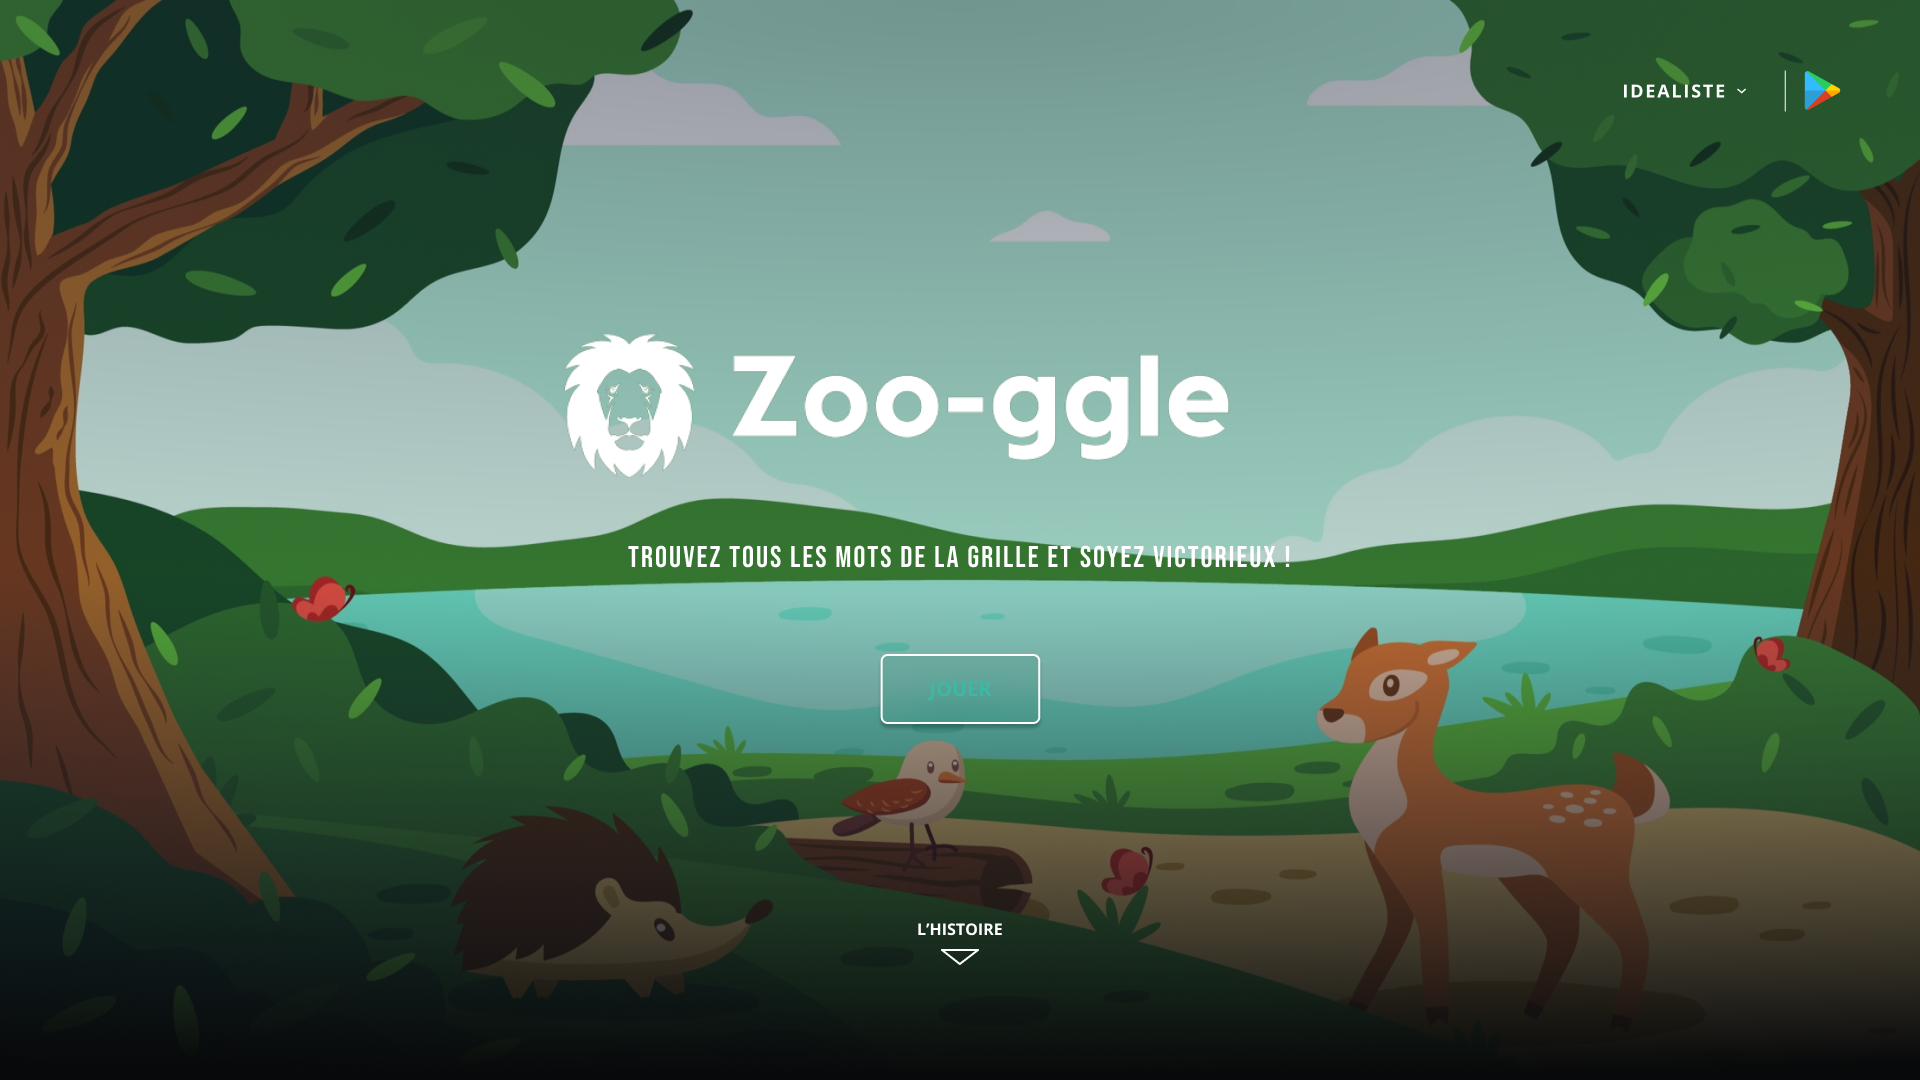 IDEALISTE
Zoo-ggle
TROUVEZ TOUS LES MOTS DE LA GRILLE ET SOYEZ VICTORIEUX !
JOUER
L'HISTOIRE